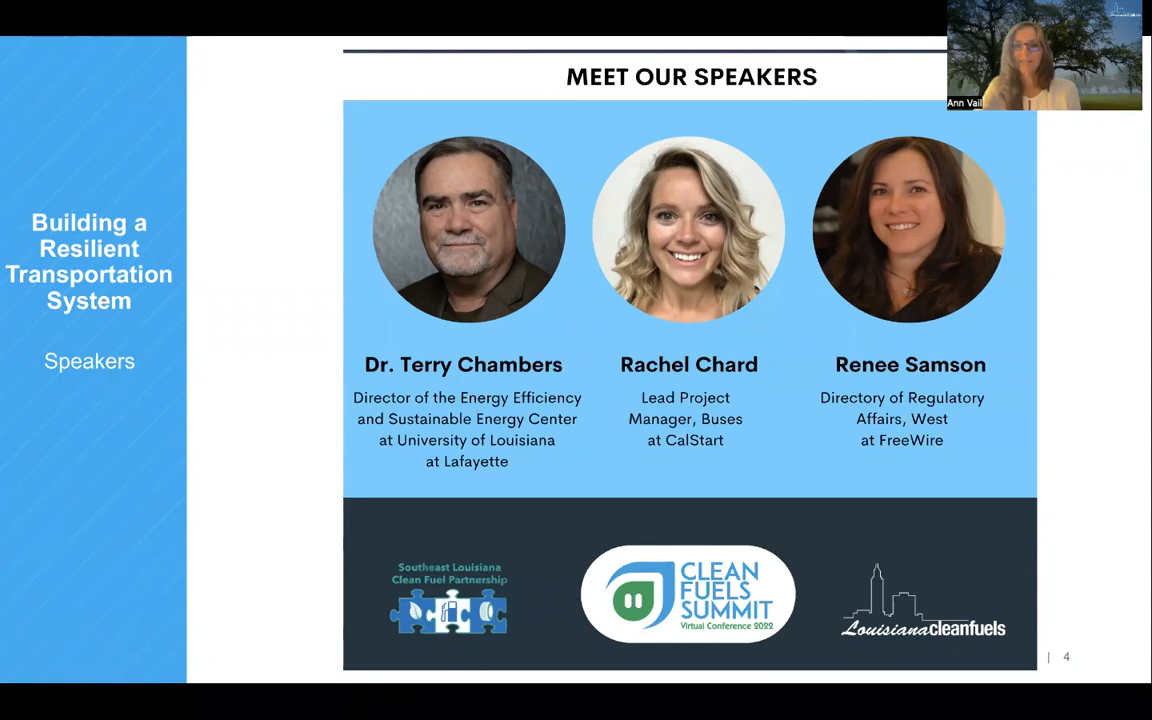 Building a
Resilient
Transportation
System
Speakers
MEET OUR SPEAKERS
Ann Vail
Dr. Terry Chambers
Director of the Energy Efficiency
and Sustainable Energy Center
at University of Louisiana
at Lafayette
Rachel Chard
Lead Project
Manager, Buses
at CalStart
Renee Samson
Directory of Regulatory
Affairs, West
at FreeWire
Southeast Louisiana
Clean Fuel Partnership
CLEAN
FUELS
SUMMIT
Virtual Conference 2022
Louisianacleanfuels
| 4